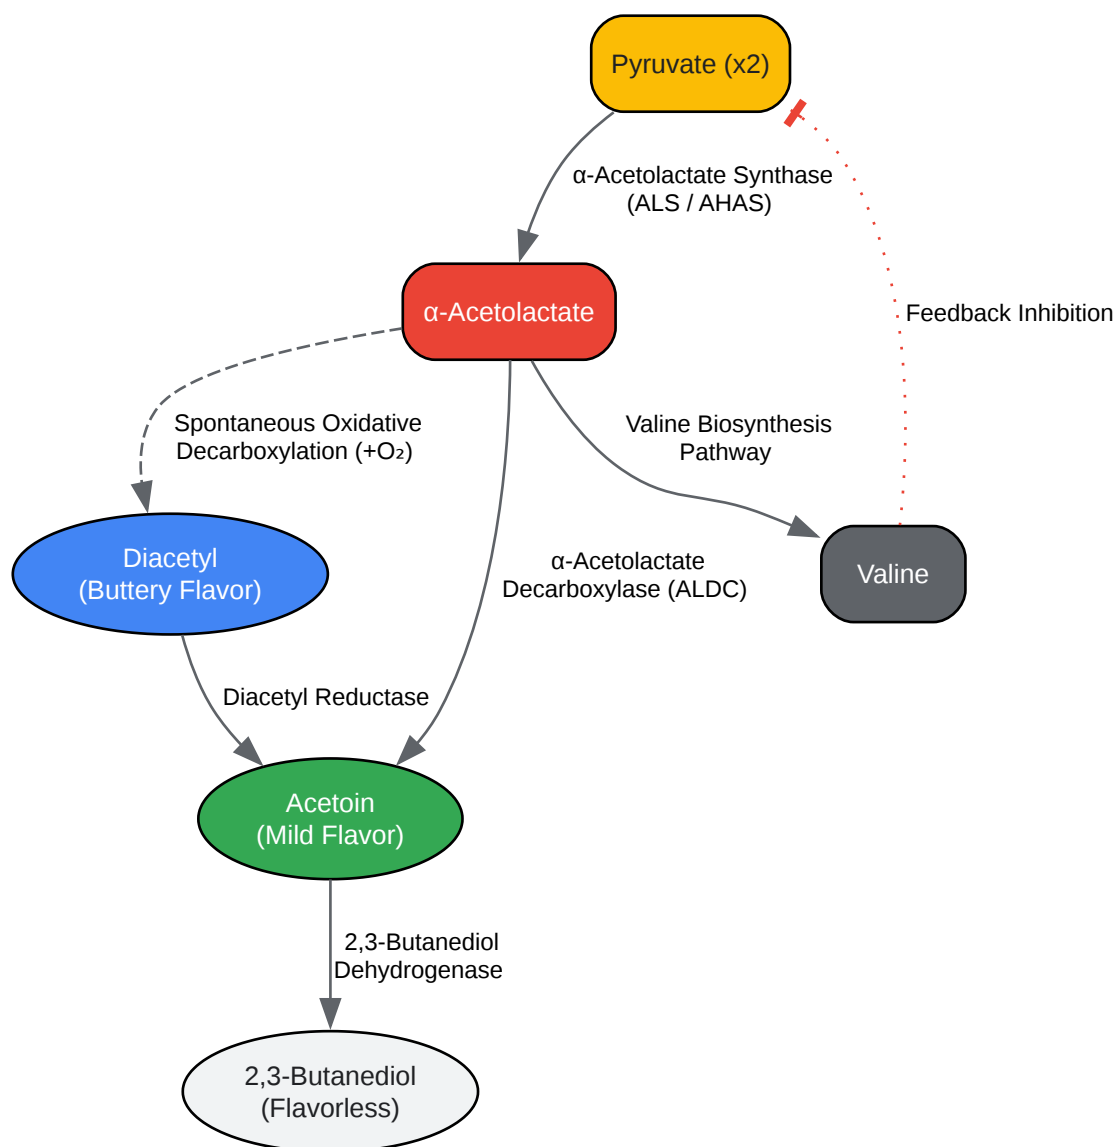 Pyruvate (x2)
α-Acetolactate Synthase
(ALS / AHAS)
α-Acetolactate
Feedback Inhibition
Spontaneous Oxidative
Decarboxylation (+O₂)
Valine Biosynthesis
Pathway
Diacetyl
(Buttery Flavor)
α-Acetolactate
Decarboxylase (ALDC)
Valine
Diacetyl Reductase
Acetoin
(Mild Flavor)
2,3-Butanediol
Dehydrogenase
2,3-Butanediol
(Flavorless)